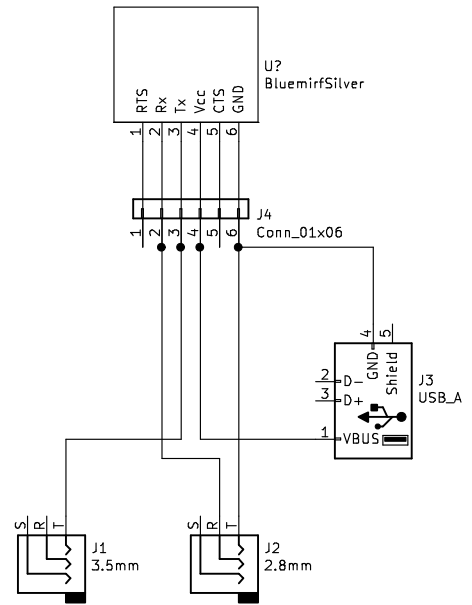 U?
BluemirfSilver
RTS
Rx
Tx
Vcc
CTS
GND
1
2
3
4
5
6
J4
Conn_01x06
1
2
3
4
5
6
4
5
GND
Shield
J3
USB_A
2 D-
3 D+
1 VBUS
S
R
T
J1
3.5mm
S
R
T
J2
2.8mm